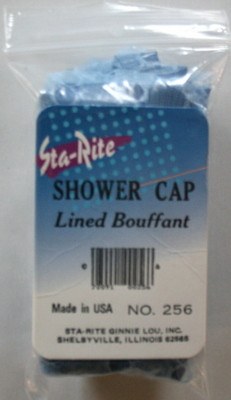 Sta-Rite
SHOWER CAP
Lined Bouffant
Made in USA NO. 256
STA-RITE GINNIE LOU, INC.
SHELBYVILLE, ILLINOIS 62565